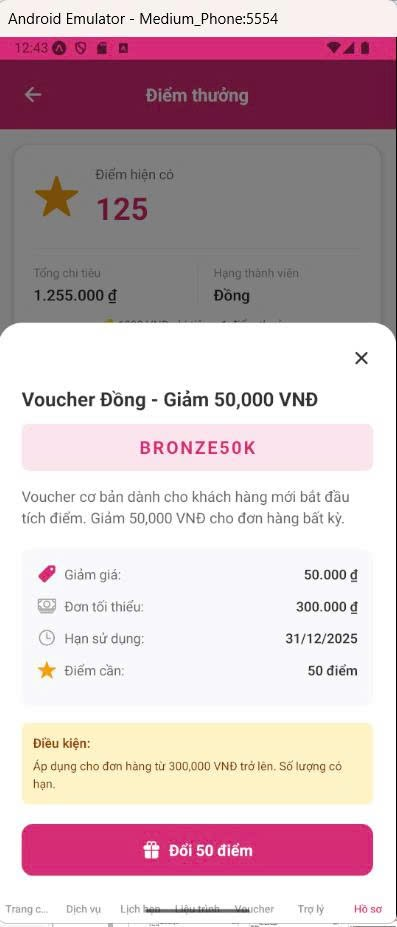 Android Emulator - Medium_Phone:5554
12:43
Điểm thưởng
Điểm hiện có
125
Tổng chi tiêu
Hạng thành viên
1.255.000 ₫
Đồng
Voucher Đồng - Giảm 50,000 VNĐ
BRONZE50K
Voucher cơ bản dành cho khách hàng mới bắt đầu
tích điểm. Giảm 50,000 VNĐ cho đơn hàng bất kỳ.
Giảm giá:
50.000 ₫
Đơn tối thiểu:
300.000 ₫
Hạn sử dụng:
31/12/2025
Điểm cần:
50 điểm
Điều kiện:
Áp dụng cho đơn hàng từ 300,000 VNĐ trở lên. Số lượng có
hạn.
Đổi 50 điểm
Trang c... Dịch vụ Lịch hẹn Liệu trình Voucher Trợ lý Hồ sơ